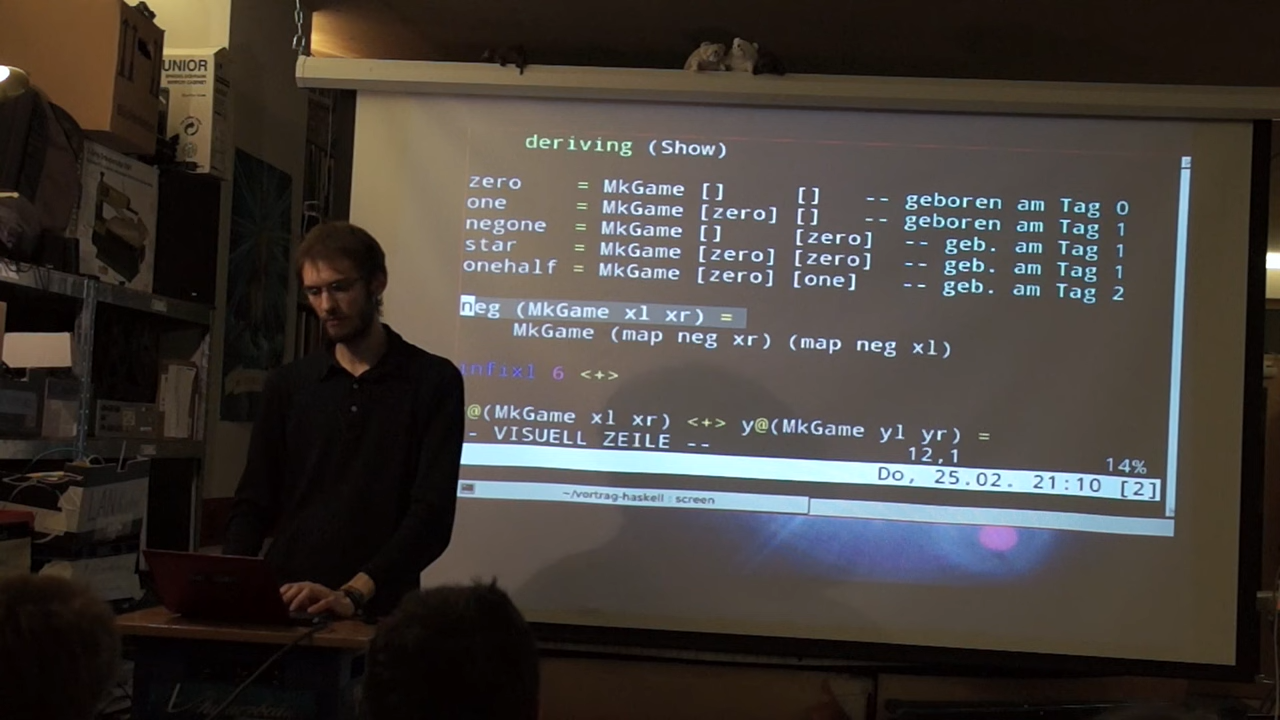 UNIOR
deriving (Show)
zero = MkGame [] [] -- geboren am Tag 0
one = MkGame [zero] [] -- geboren am Tag 1
negone = MkGame [] [zero] -- geb. am Tag 1
star = MkGame [zero] [zero] -- geb. am Tag 1
onehalf = MkGame [zero] [one] -- geb. am Tag 2
neg (MkGame xl xr) =
MkGame (map neg xr) (map neg xl)
infixl 6 <+>
@(MkGame xl xr) <+> y@(MkGame yl yr) =
- VISUELL ZEILE -- 12,1 14%
Do, 25.02. 21:10 [2]
~/vortrag-haskell : screen